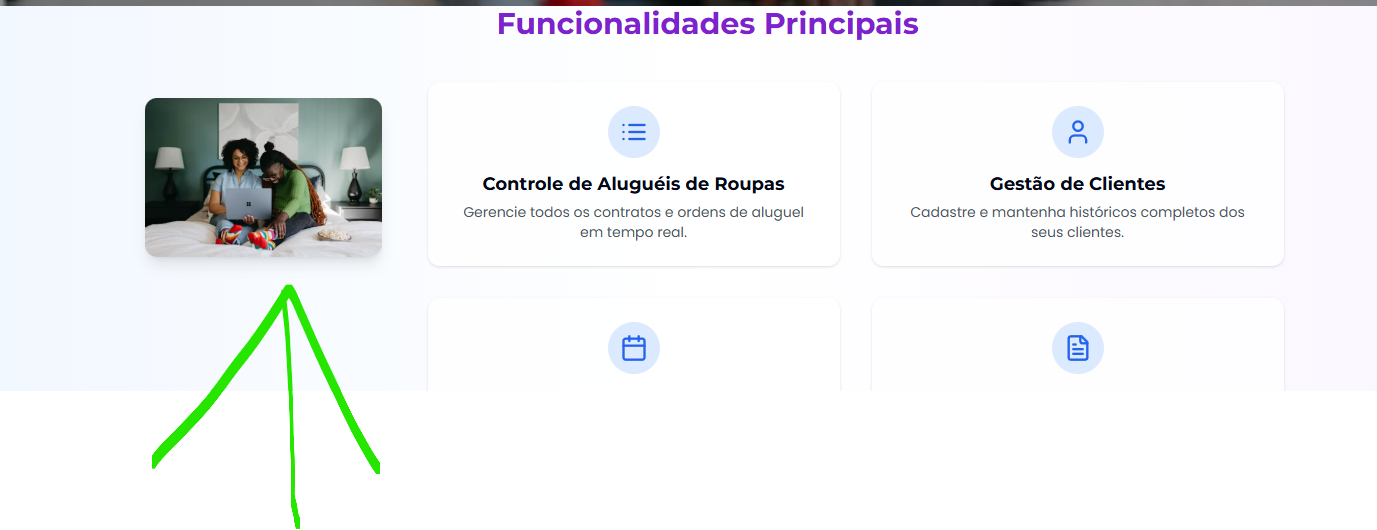 Funcionalidades Principais
Controle de Aluguéis de Roupas
Gerencie todos os contratos e ordens de aluguel
em tempo real.
Gestão de Clientes
Cadastre e mantenha históricos completos dos
seus clientes.